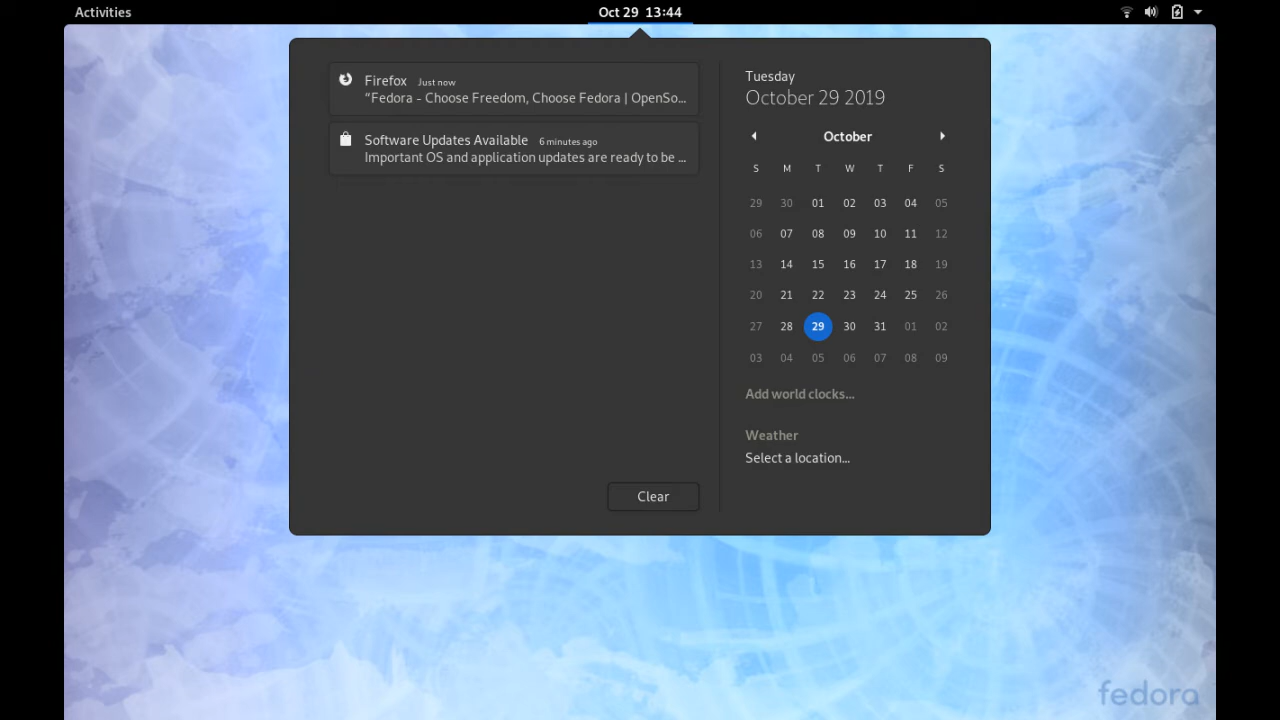 Activities
Oct 29 13:44
Firefox Just now
“Fedora - Choose Freedom, Choose Fedora | OpenSo...
Software Updates Available 6 minutes ago
Important OS and application updates are ready to be ...
Clear
Tuesday
October 29 2019
October
S M T W T F S
29 30 01 02 03 04 05
06 07 08 09 10 11 12
13 14 15 16 17 18 19
20 21 22 23 24 25 26
27 28 29 30 31 01 02
03 04 05 06 07 08 09
Add world clocks...
Weather
Select a location...
fedora